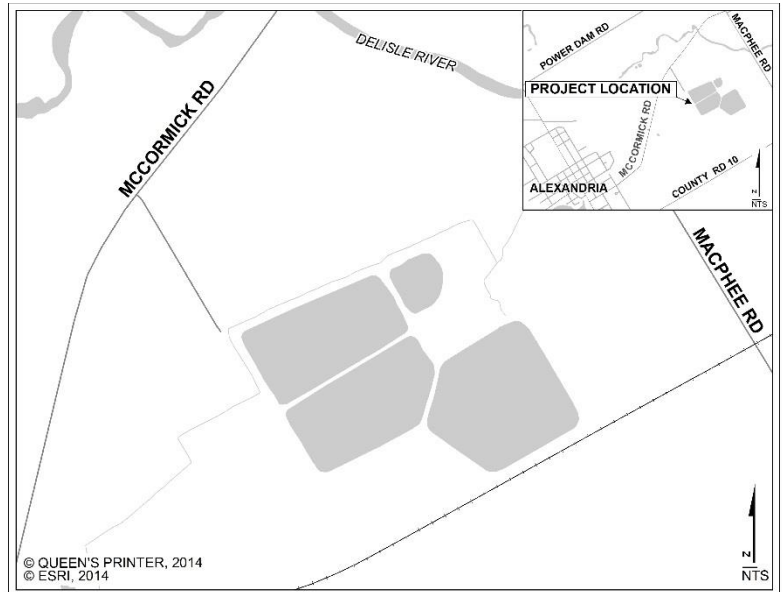 DELISLE RIVER
MCCORMICK RD
MACPHEE RD
© QUEEN'S PRINTER, 2014
© ESRI, 2014
N
NTS
POWER DAM RD
MACPHEE RD
PROJECT LOCATION
MCCORMICK RD
ALEXANDRIA
COUNTY RD 10
N
NTS